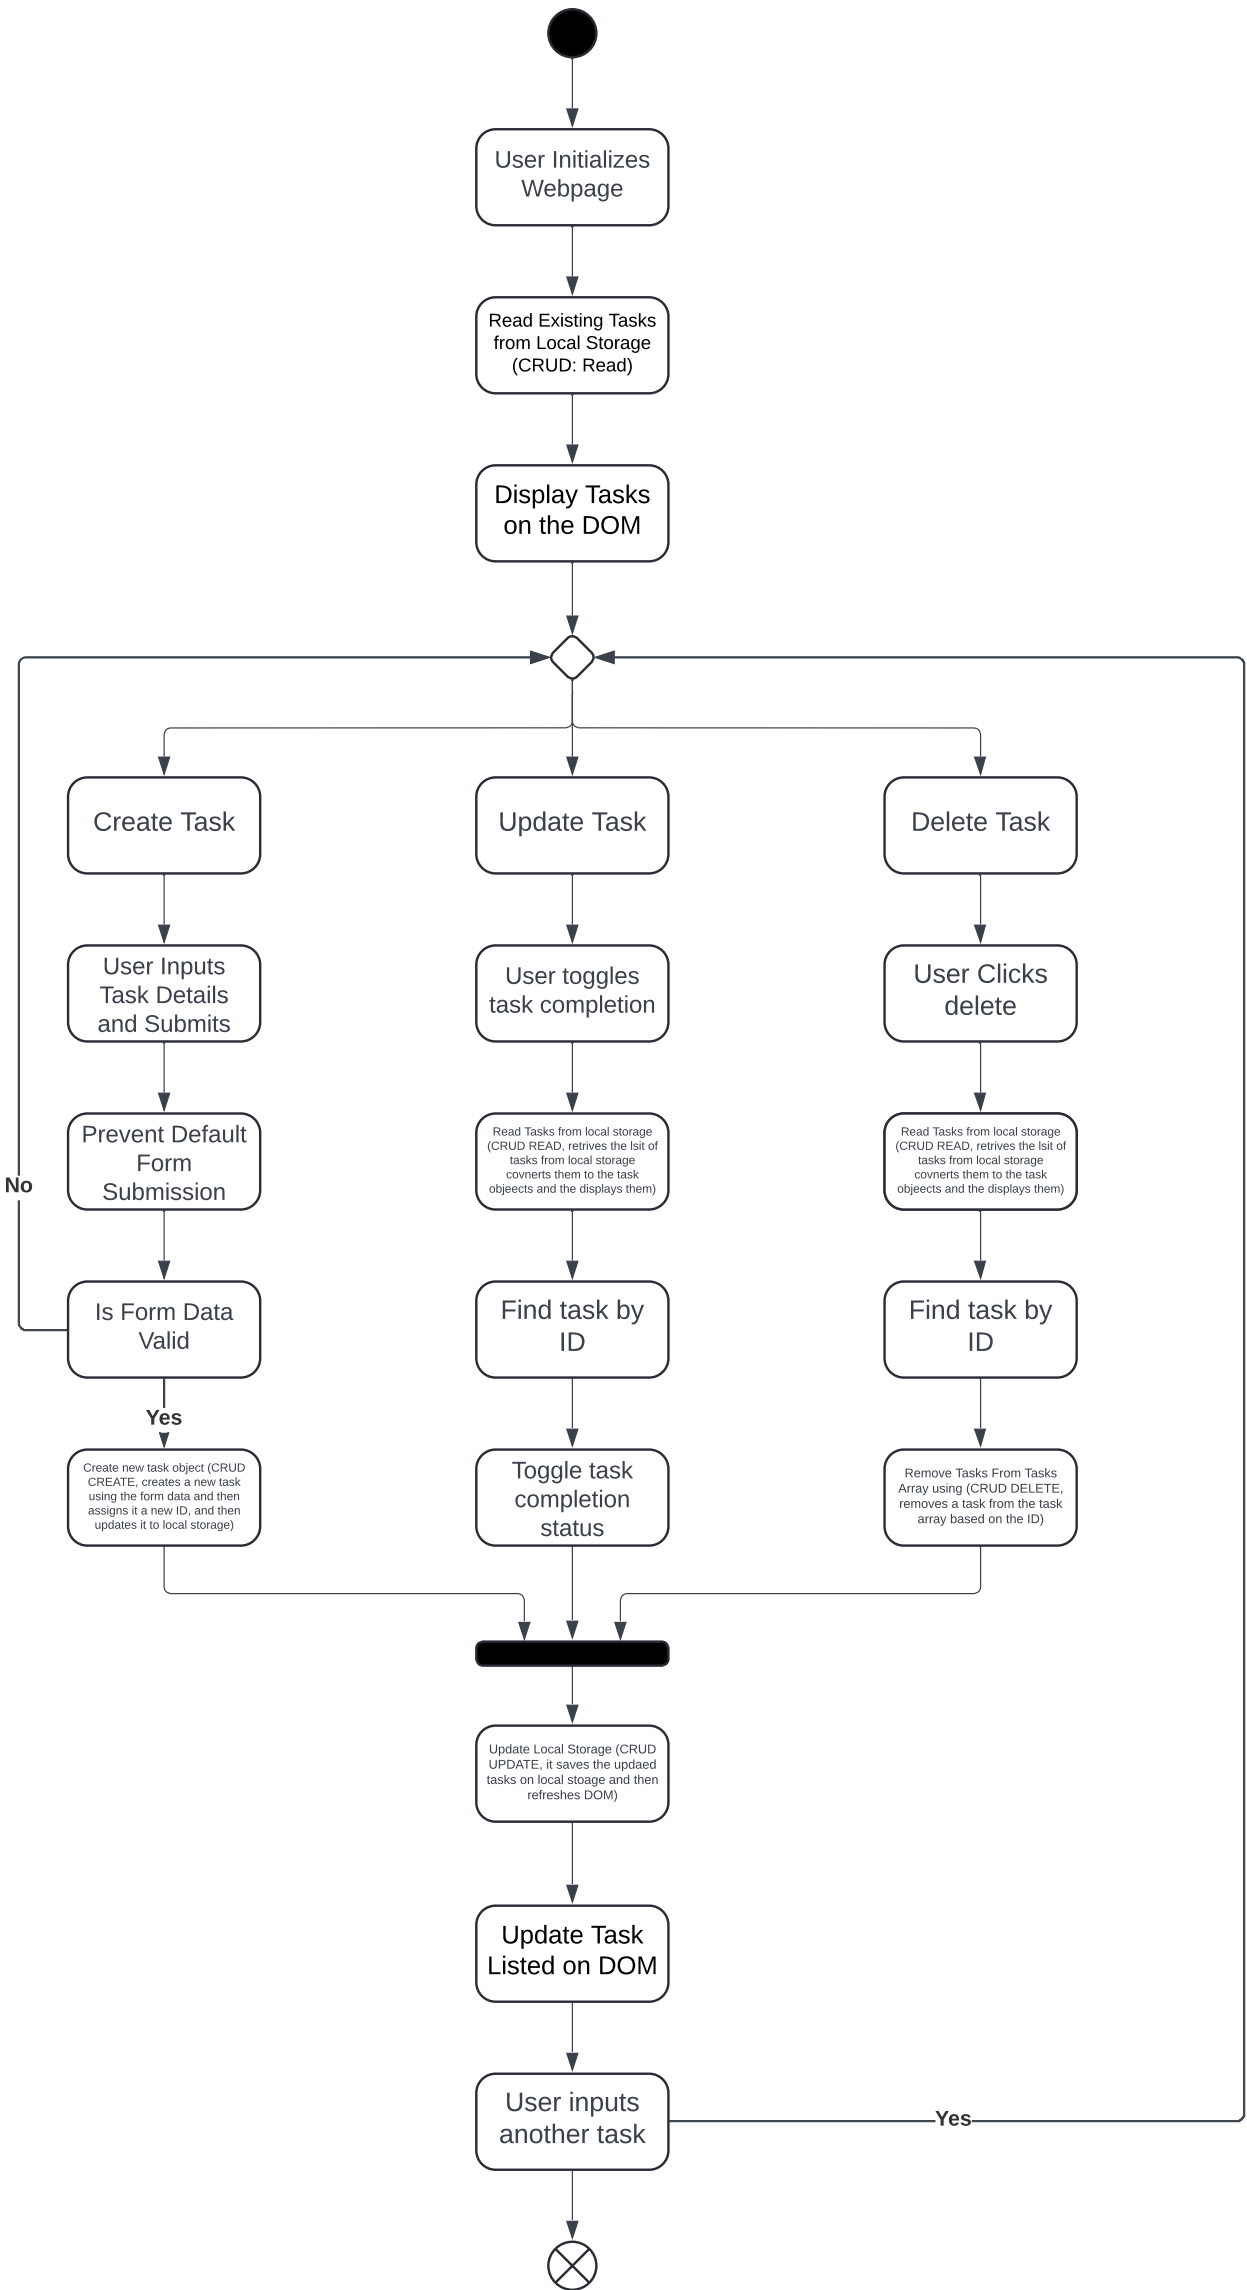 User Initializes
Webpage
Read Existing Tasks
from Local Storage
(CRUD: Read)
Display Tasks
on the DOM
Create Task
Update Task
Delete Task
User Inputs
Task Details
and Submits
User toggles
task completion
User Clicks
delete
Prevent Default
Form
Submission
Read Tasks from local storage
(CRUD READ, retrives the lsit of
tasks from local storage
covnerts them to the task
objeects and the displays them)
Read Tasks from local storage
(CRUD READ, retrives the lsit of
tasks from local storage
covnerts them to the task
objeects and the displays them)
No
Is Form Data
Valid
Find task by
ID
Find task by
ID
Yes
Create new task object (CRUD
CREATE, creates a new task
using the form data and then
assigns it a new ID, and then
updates it to local storage)
Toggle task
completion
status
Remove Tasks From Tasks
Array using (CRUD DELETE,
removes a task from the task
array based on the ID)
Update Local Storage (CRUD
UPDATE, it saves the updaed
tasks on local stoage and then
refreshes DOM)
Update Task
Listed on DOM
User inputs
another task
Yes